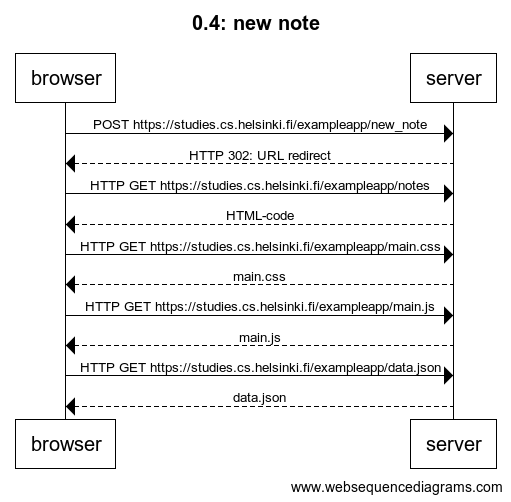 0.4: new note
browser server
POST https://studies.cs.helsinki.fi/exampleapp/new_note
HTTP 302: URL redirect
HTTP GET https://studies.cs.helsinki.fi/exampleapp/notes
HTML-code
HTTP GET https://studies.cs.helsinki.fi/exampleapp/main.css
main.css
HTTP GET https://studies.cs.helsinki.fi/exampleapp/main.js
main.js
HTTP GET https://studies.cs.helsinki.fi/exampleapp/data.json
data.json
browser server
www.websequencediagrams.com